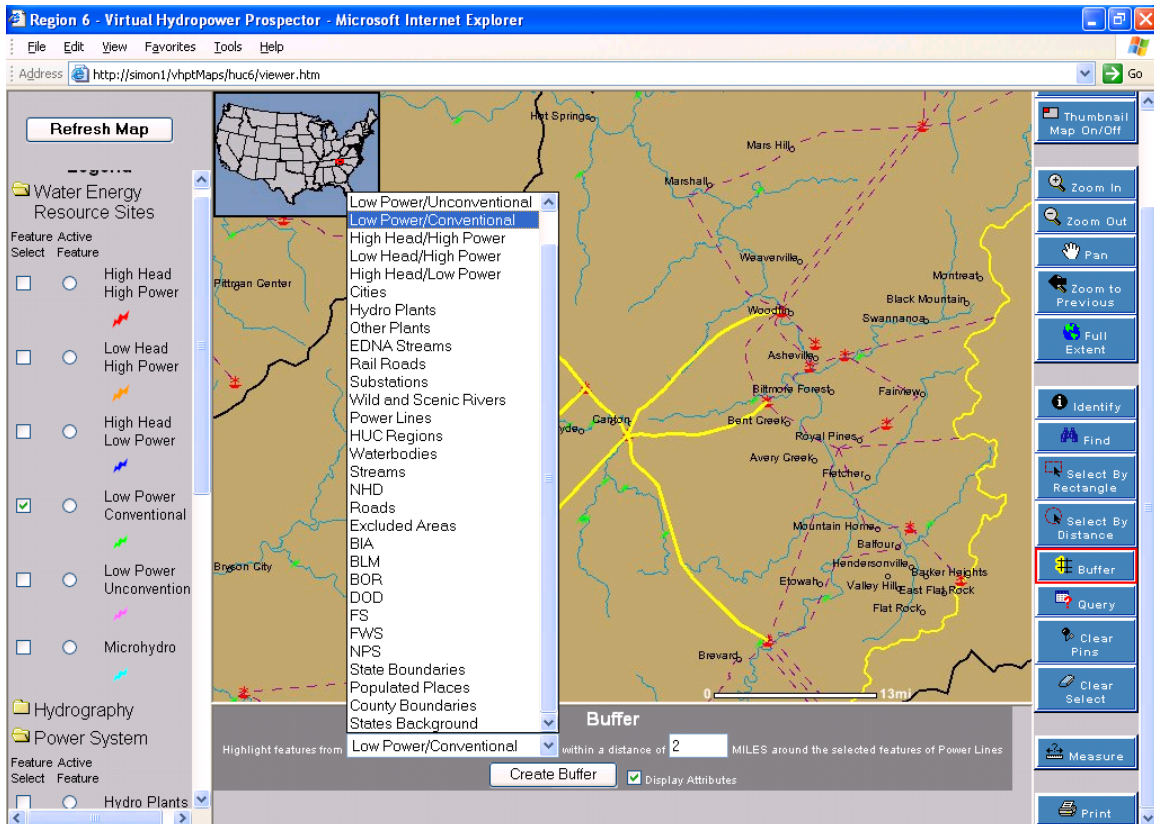 Region 6 - Virtual Hydropower Prospector - Microsoft Internet Explorer
File Edit View Favorites Tools Help
Address http://simon1/vhptMaps/huc6/viewer.htm Go
Refresh Map
Legend
Water Energy
Resource Sites
Feature Active
Select Feature
High Head
High Power
Low Head
High Power
High Head
Low Power
Low Power
Conventional
Low Power
Unconvention
Microhydro
Hydrography
Power System
Feature Active
Select Feature
Hydro Plants
Low Power/Unconventional
Low Power/Conventional
High Head/High Power
Low Head/High Power
High Head/Low Power
Cities
Hydro Plants
Other Plants
EDNA Streams
Rail Roads
Substations
Wild and Scenic Rivers
Power Lines
HUC Regions
Waterbodies
Streams
NHD
Roads
Excluded Areas
BIA
BLM
BOR
DOD
FS
FWS
NPS
State Boundaries
Populated Places
County Boundaries
States Background
Hot Springs
Mars Hill
Marshall
Weaverville
Montreat
Black Mountain
Swannanoa
Woodfin
Asheville
Biltmore Forest
Fairview
Canton
Bent Creek
Royal Pines
Avery Creek
Fletcher
Mountain Home
Balfour
Hendersonville
Barker Heights
Etowah
Valley Hill
East Flat Rock
Flat Rock
Brevard
Pittman Center
Bryson City
0 13mi
Buffer
Highlight features from Low Power/Conventional within a distance of 2 MILES around the selected features of Power Lines
Create Buffer Display Attributes
Thumbnail
Map On/Off
Zoom In
Zoom Out
Pan
Zoom to
Previous
Full
Extent
Identify
Find
Select By
Rectangle
Select By
Distance
Buffer
Query
Clear
Pins
Clear
Select
Measure
Print